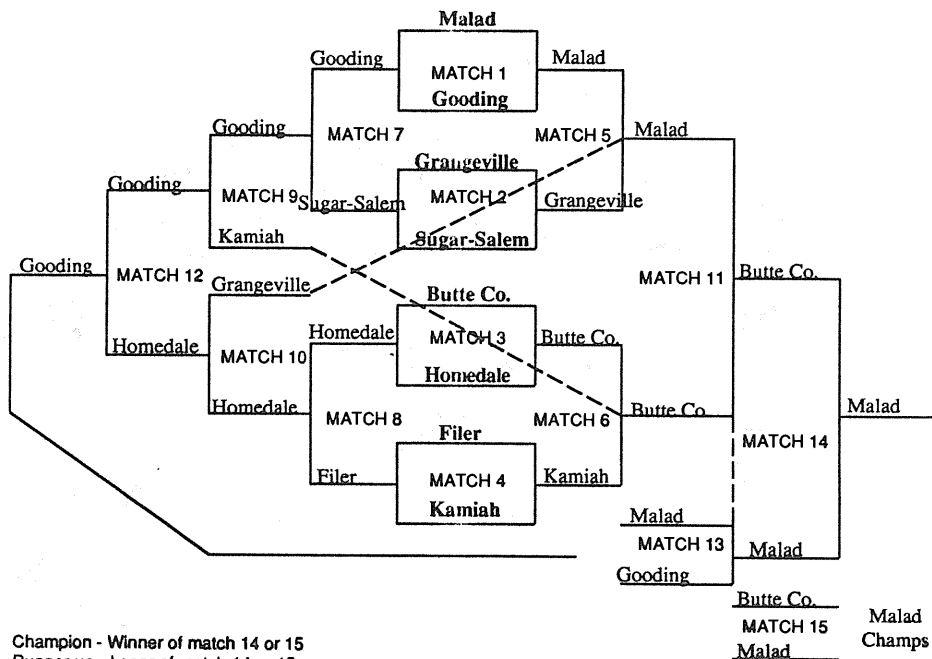 Malad
Gooding
Malad
MATCH 1
Gooding
Gooding
MATCH 7
MATCH 5
Malad
Grangeville
Gooding
MATCH 9
Sugar-Salem
MATCH 2
Grangeville
Kamiah
Sugar-Salem
Gooding
MATCH 12
MATCH 11
Butte Co.
Grangeville
Butte Co.
Homedale
MATCH 3
Butte Co.
Homedale
MATCH 10
Homedale
Homedale
MATCH 8
MATCH 6
Butte Co.
Malad
Filer
MATCH 14
Filer
MATCH 4
Kamiah
Kamiah
Malad
MATCH 13
Malad
Gooding
Butte Co.
MATCH 15
Malad
Champs
Malad
Champion - Winner of match 14 or 15